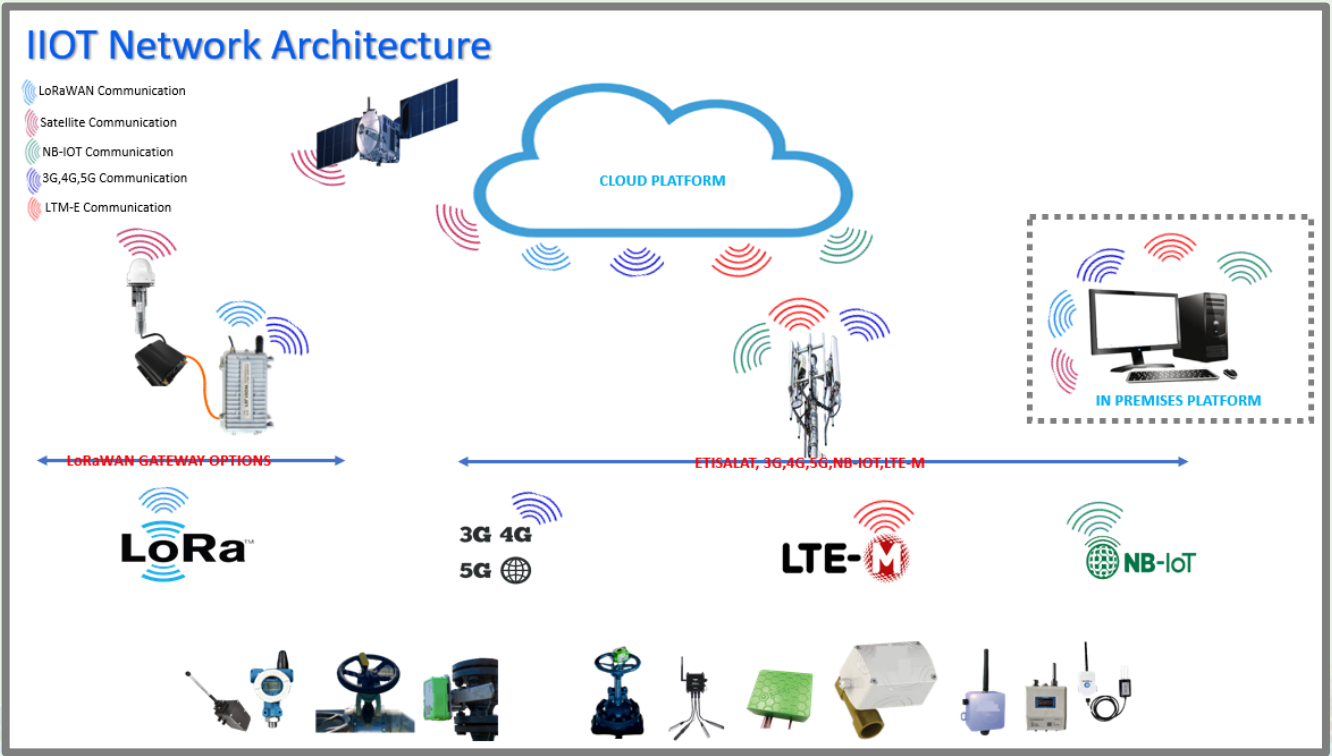 IIOT Network Architecture
LoRaWAN Communication
Satellite Communication
NB-IOT Communication
3G,4G,5G Communication
LTM-E Communication
CLOUD PLATFORM
IN PREMISES PLATFORM
LoRaWAN GATEWAY OPTIONS
ETISALAT, 3G,4G,5G,NB-IOT,LTE-M
LoRa™
3G 4G
5G
LTE-M
NB-IoT